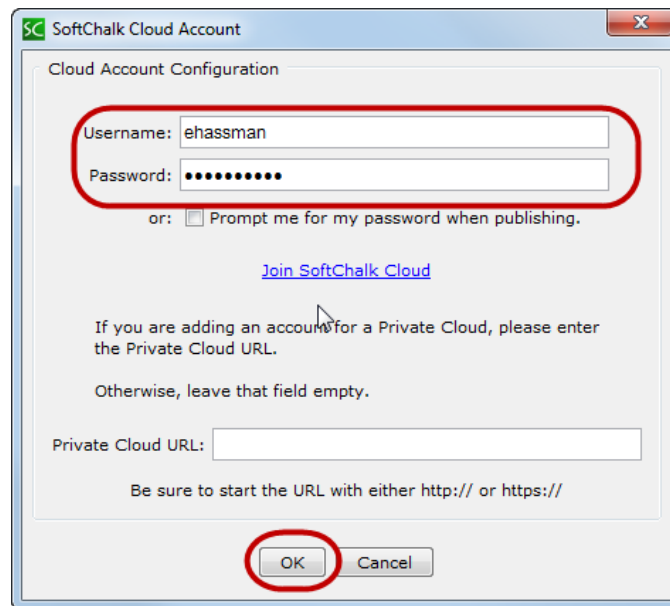 SC SoftChalk Cloud Account
Cloud Account Configuration
Username: ehassman
Password: ••••••••••
or: Prompt me for my password when publishing.
Join SoftChalk Cloud
If you are adding an account for a Private Cloud, please enter
the Private Cloud URL.
Otherwise, leave that field empty.
Private Cloud URL:
Be sure to start the URL with either http:// or https://
OK Cancel